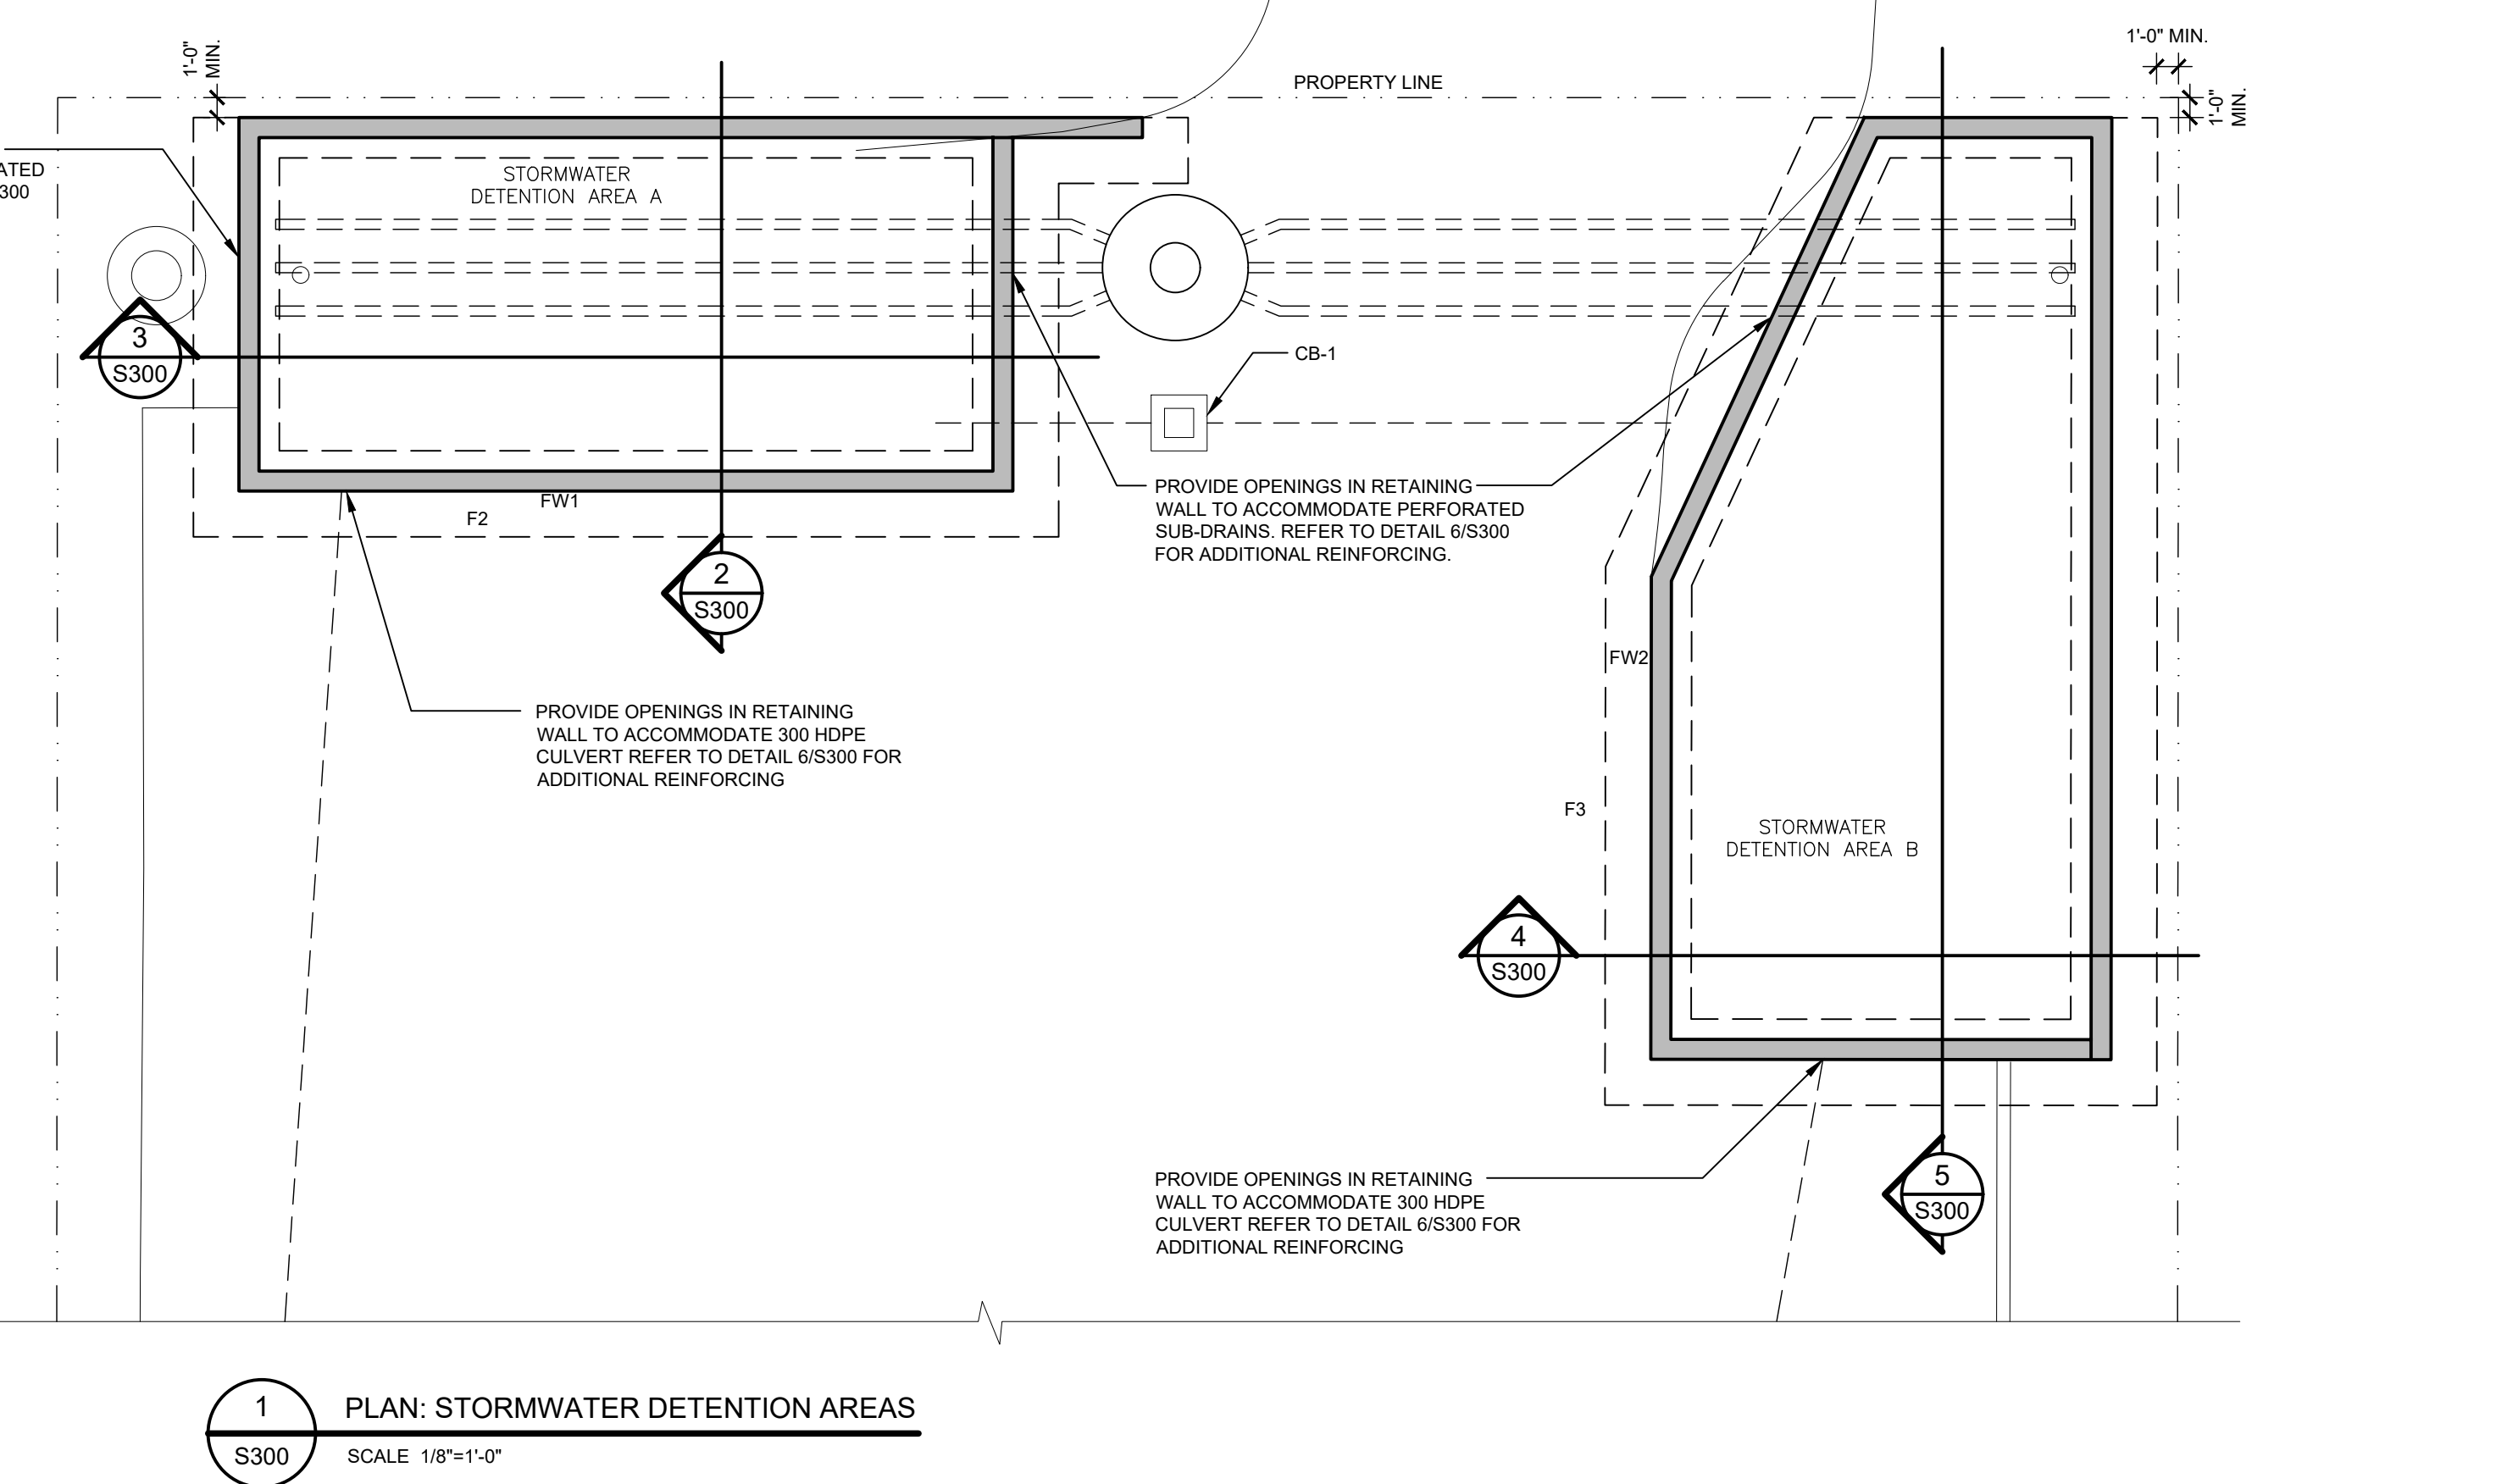 1'-0"
MIN.
PROPERTY LINE
1'-0" MIN.
1'-0"
MIN.
ATED
300
STORMWATER
DETENTION AREA A
3
S300
CB-1
FW1
F2
PROVIDE OPENINGS IN RETAINING
WALL TO ACCOMMODATE PERFORATED
SUB-DRAINS. REFER TO DETAIL 6/S300
FOR ADDITIONAL REINFORCING.
2
S300
FW2
PROVIDE OPENINGS IN RETAINING
WALL TO ACCOMMODATE 300 HDPE
CULVERT REFER TO DETAIL 6/S300 FOR
ADDITIONAL REINFORCING
F3
STORMWATER
DETENTION AREA B
4
S300
PROVIDE OPENINGS IN RETAINING
WALL TO ACCOMMODATE 300 HDPE
CULVERT REFER TO DETAIL 6/S300 FOR
ADDITIONAL REINFORCING
5
S300
1
S300
PLAN: STORMWATER DETENTION AREAS
SCALE 1/8"=1'-0"